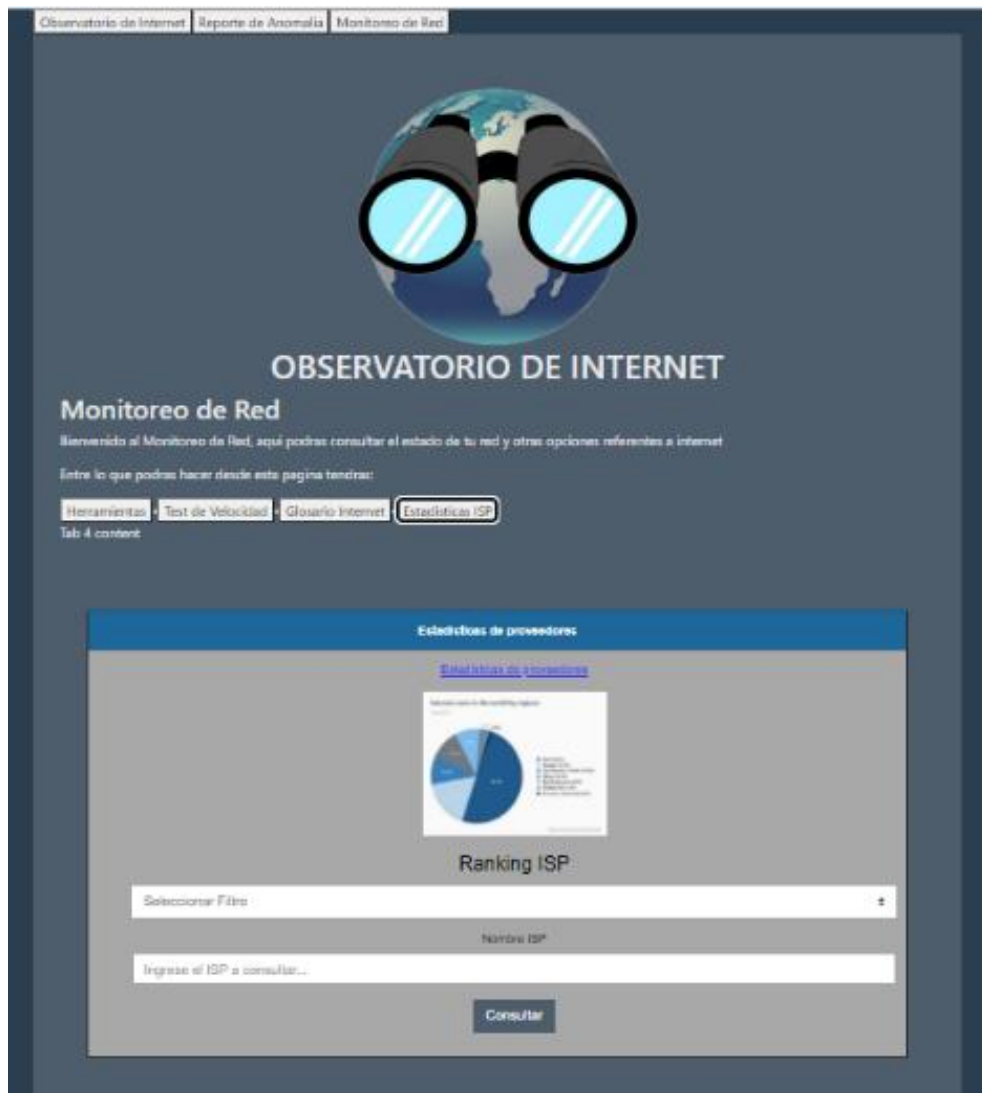 Observatorio de Internet Reporte de Anomalia Monitoreo de Red
OBSERVATORIO DE INTERNET
Monitoreo de Red
Bienvenido al Monitoreo de Red, aqui podras consultar el estado de tu red y otras opciones referentes a internet
Entre lo que podras hacer desde esta pagina tendras:
Herramientas Test de Velocidad Glosario Internet Estadisticas ISP
Tab 4 content
Estadísticas de proveedores
Estadísticas de proveedores
Ranking ISP
Seleccionar Filtro
Nombre ISP
Ingrese el ISP a consultar...
Consultar